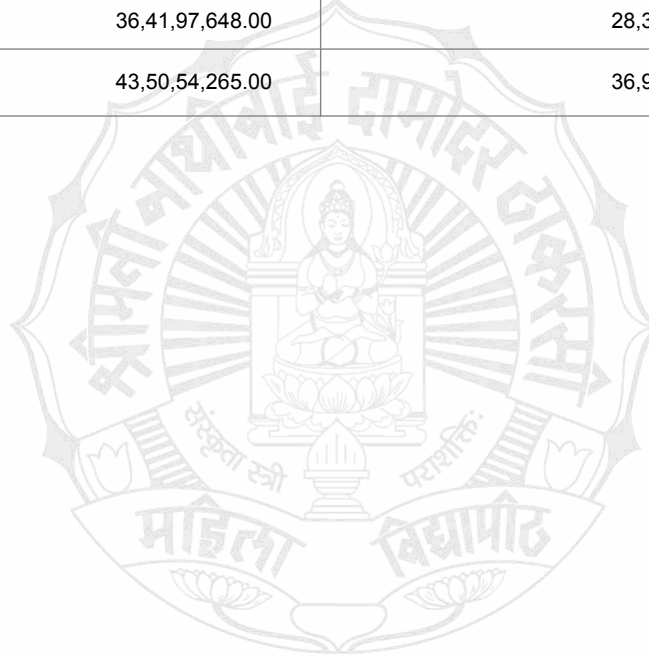 36,41,97,648.00 28,3
43,50,54,265.00 36,9
श्रीमती नाथीबाई दामोदर ठाकरसी
संस्कृता स्त्री पराशक्ति:
महिला विद्यापीठ